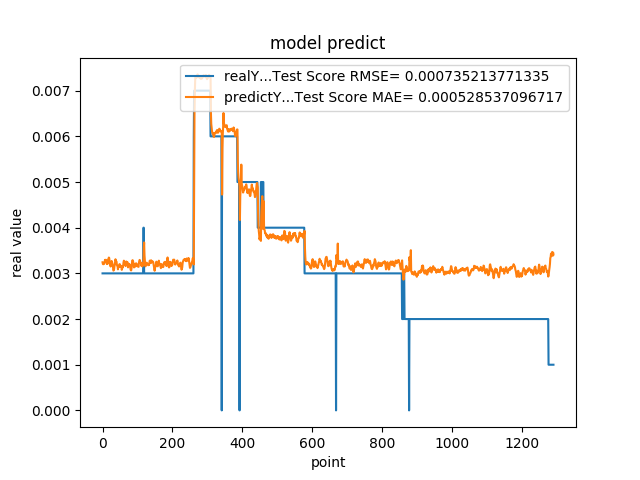 model predict
realY...Test Score RMSE= 0.000735213771335
predictY...Test Score MAE= 0.000528537096717
real value
0.007
0.006
0.005
0.004
0.003
0.002
0.001
0.000
0 200 400 600 800 1000 1200
point